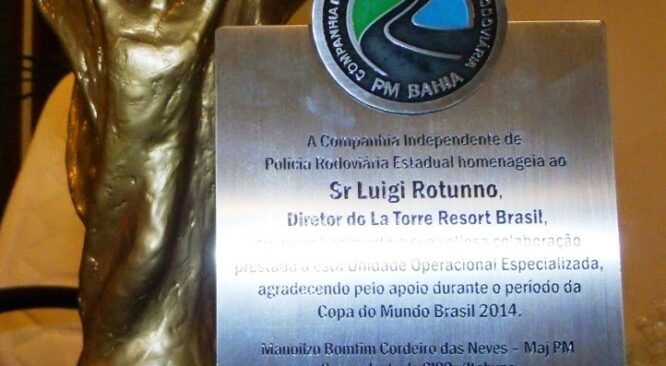 COMPANHIA
RODOVIÁRIA
PM BAHIA
A Companhia Independente de
Polícia Rodoviária Estadual homenageia ao
Sr Luigi Rotunno,
Diretor do La Torre Resort Brasil,
colaboração
prestada a esta Unidade Operacional Especializada,
agradecendo pelo apoio durante o período da
Copa do Mundo Brasil 2014.
Manoilzo Bomfim Cordeiro das Neves - Maj PM